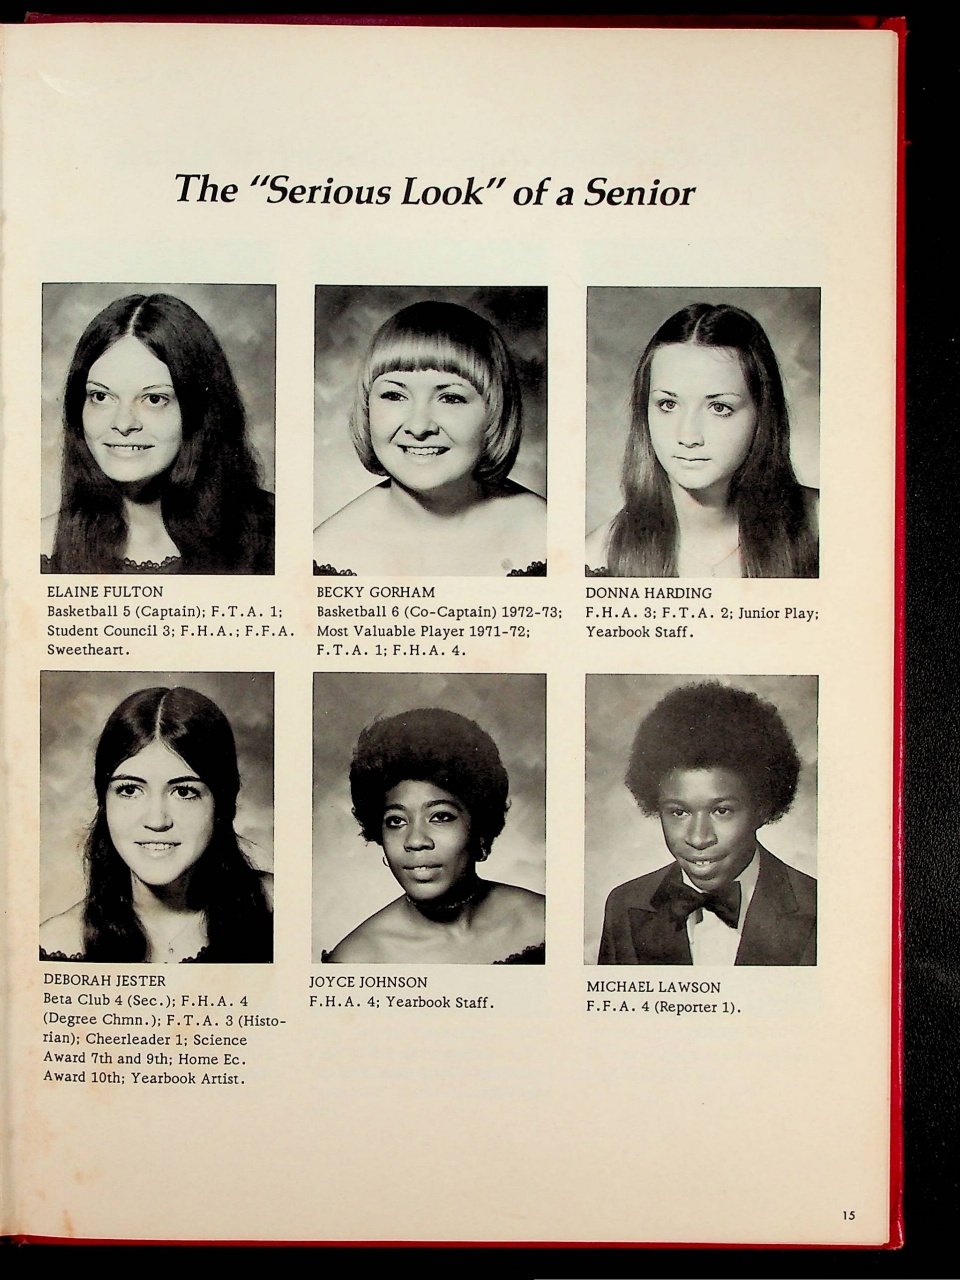 The "Serious Look" of a Senior
ELAINE FULTON
Basketball 5 (Captain); F.T.A. 1;
Student Council 3; F.H.A.; F.F.A.
Sweetheart.
BECKY GORHAM
Basketball 6 (Co-Captain) 1972-73;
Most Valuable Player 1971-72;
F.T.A. 1; F.H.A. 4.
DONNA HARDING
F.H.A. 3; F.T.A. 2; Junior Play;
Yearbook Staff.
DEBORAH JESTER
Beta Club 4 (Sec.); F.H.A. 4
(Degree Chmn.); F.T.A. 3 (Histo-
rian); Cheerleader 1; Science
Award 7th and 9th; Home Ec.
Award 10th; Yearbook Artist.
JOYCE JOHNSON
F.H.A. 4; Yearbook Staff.
MICHAEL LAWSON
F.F.A. 4 (Reporter 1).
15